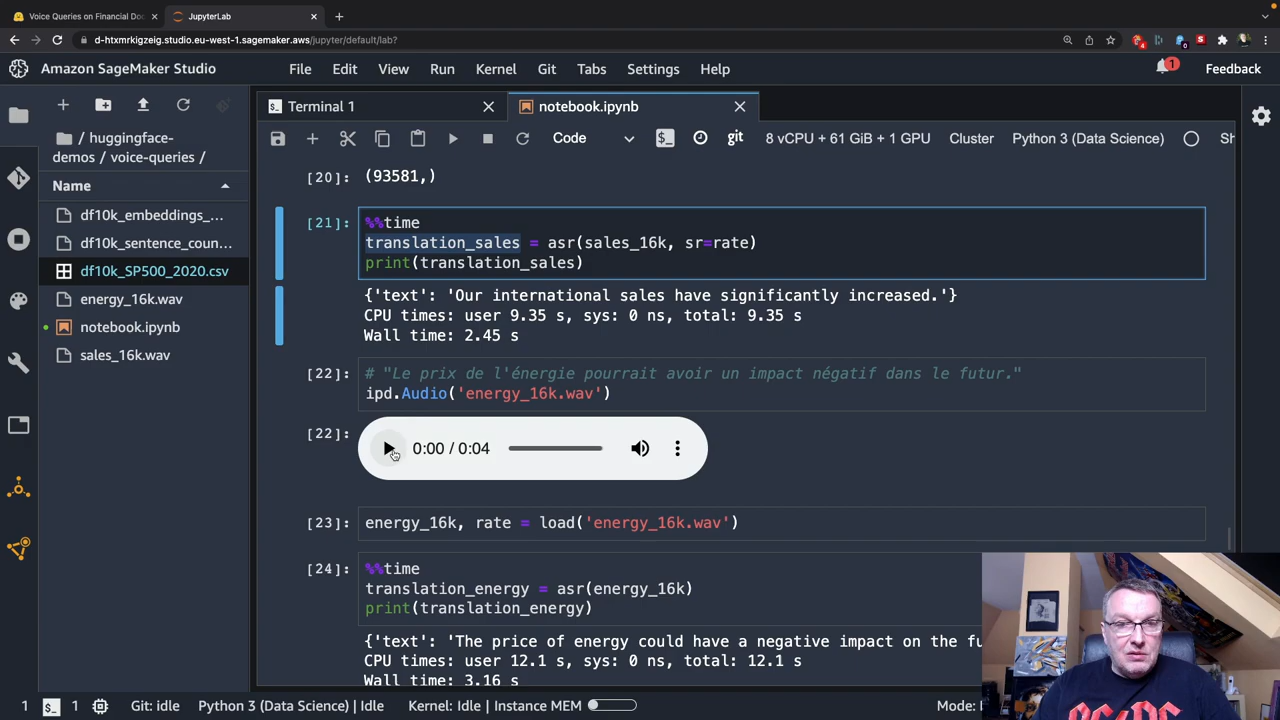 Voice Queries on Financial Do
JupyterLab
d-htxmrkigzeig.studio.eu-west-1.sagemaker.aws/jupyter/default/lab?
Amazon SageMaker Studio
File Edit View Run Kernel Git Tabs Settings Help
1
Feedback
Terminal 1
notebook.ipynb
/ huggingface-
demos / voice-queries /
Code
git
8 vCPU + 61 GiB + 1 GPU
Cluster
Python 3 (Data Science)
Sh
Name
df10k_embeddings_...
df10k_sentence_coun...
df10k_SP500_2020.csv
energy_16k.wav
notebook.ipynb
sales_16k.wav
[20]: (93581,)
[21]: %%time
translation_sales = asr(sales_16k, sr=rate)
print(translation_sales)
{'text': 'Our international sales have significantly increased.'}
CPU times: user 9.35 s, sys: 0 ns, total: 9.35 s
Wall time: 2.45 s
[22]: # "Le prix de l'énergie pourrait avoir un impact négatif dans le futur."
ipd.Audio('energy_16k.wav')
[22]: 0:00 / 0:04
[23]: energy_16k, rate = load('energy_16k.wav')
[24]: %%time
translation_energy = asr(energy_16k)
print(translation_energy)
{'text': 'The price of energy could have a negative impact on the fu
CPU times: user 12.1 s, sys: 0 ns, total: 12.1 s
Wall time: 3.16 s
1 $_ 1 Git: idle Python 3 (Data Science) | Idle Kernel: Idle | Instance MEM Mode: